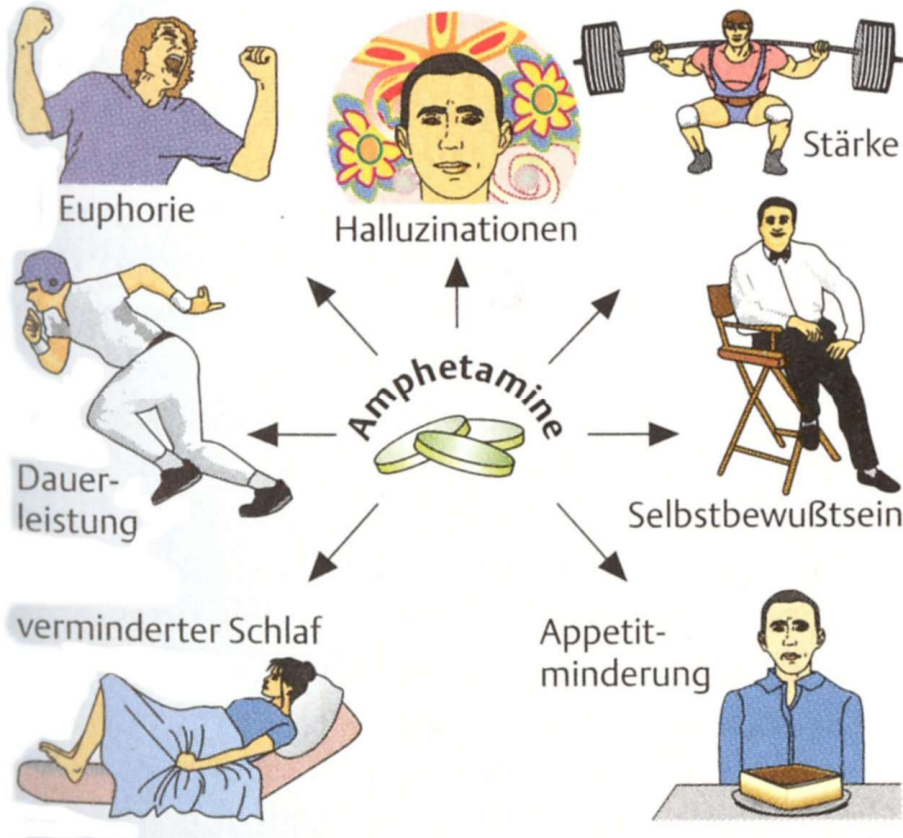 Euphorie
Halluzinationen
Stärke
Amphetamine
Dauer-
leistung
Selbstbewußtsein
verminderter Schlaf
Appetit-
minderung